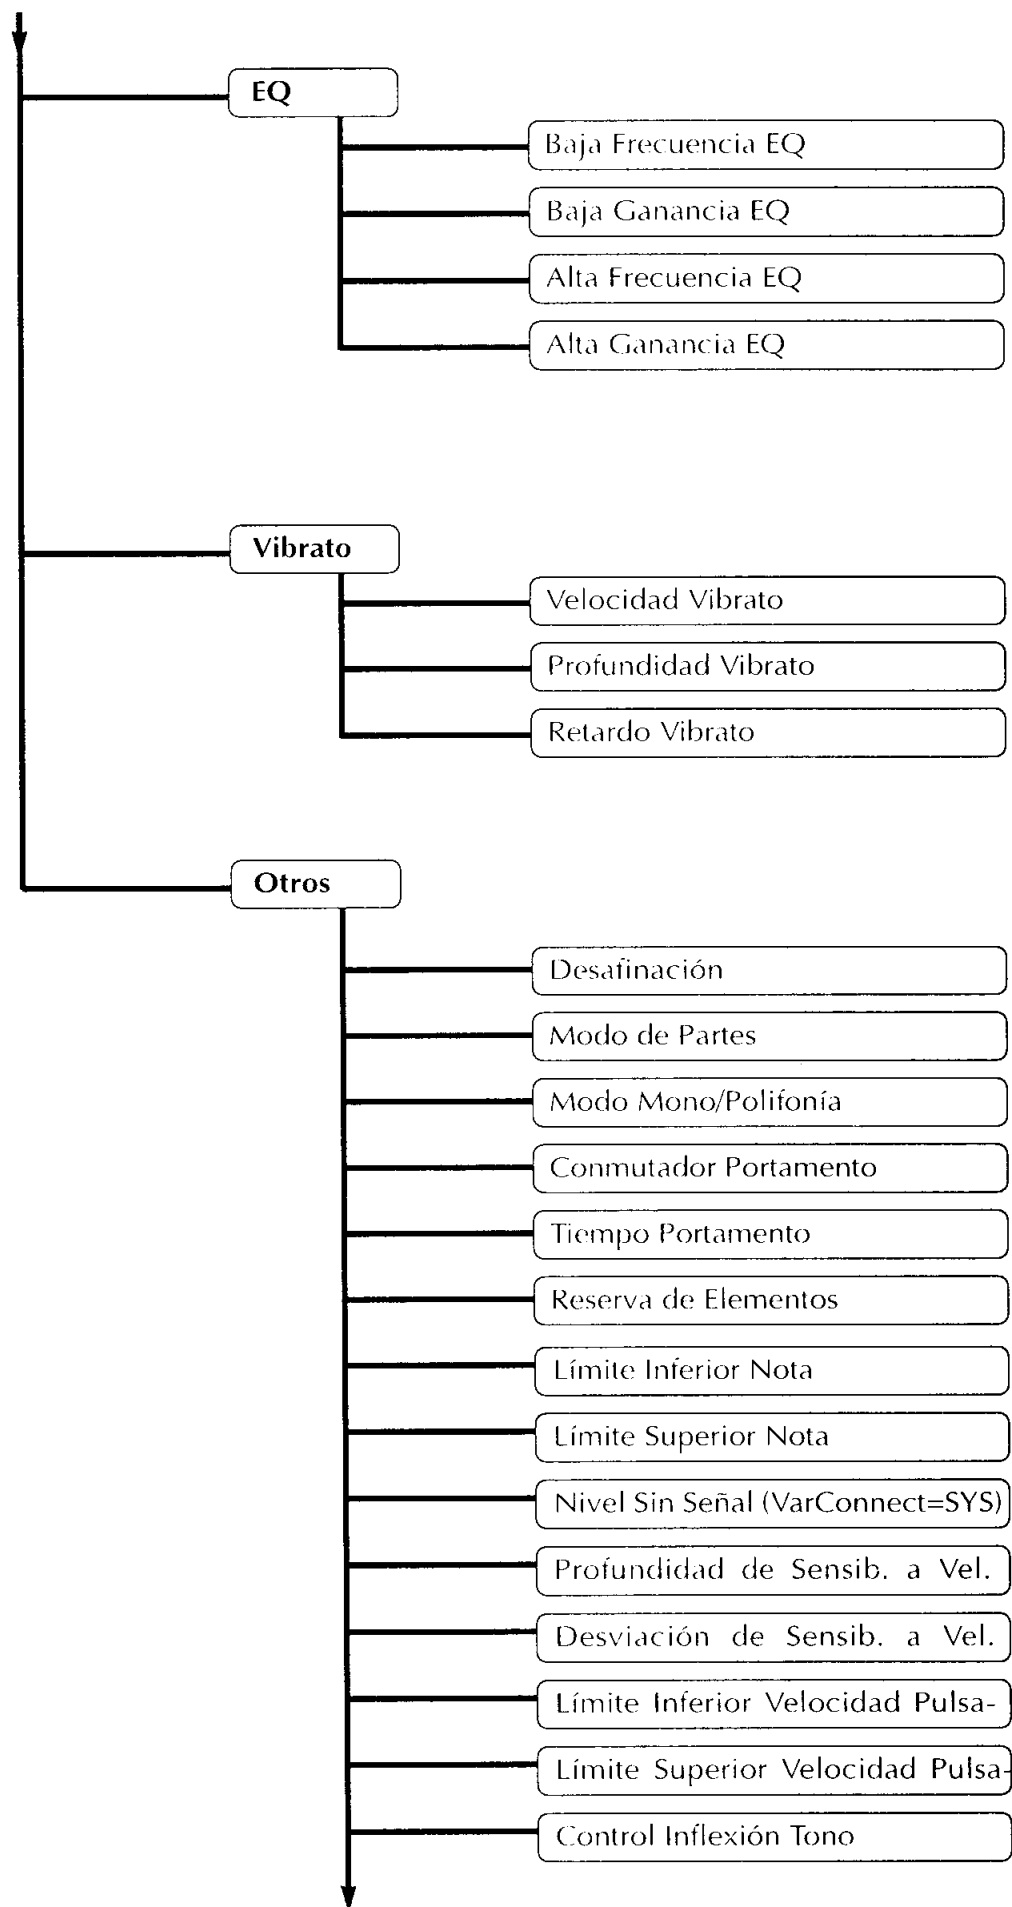 EQ
Baja Frecuencia EQ
Baja Ganancia EQ
Alta Frecuencia EQ
Alta Ganancia EQ
Vibrato
Velocidad Vibrato
Profundidad Vibrato
Retardo Vibrato
Otros
Desafinación
Modo de Partes
Modo Mono/Polifonía
Conmutador Portamento
Tiempo Portamento
Reserva de Elementos
Límite Inferior Nota
Límite Superior Nota
Nivel Sin Señal (VarConnect=SYS)
Profundidad de Sensib. a Vel.
Desviación de Sensib. a Vel.
Límite Inferior Velocidad Pulsa-
Límite Superior Velocidad Pulsa-
Control Inflexión Tono